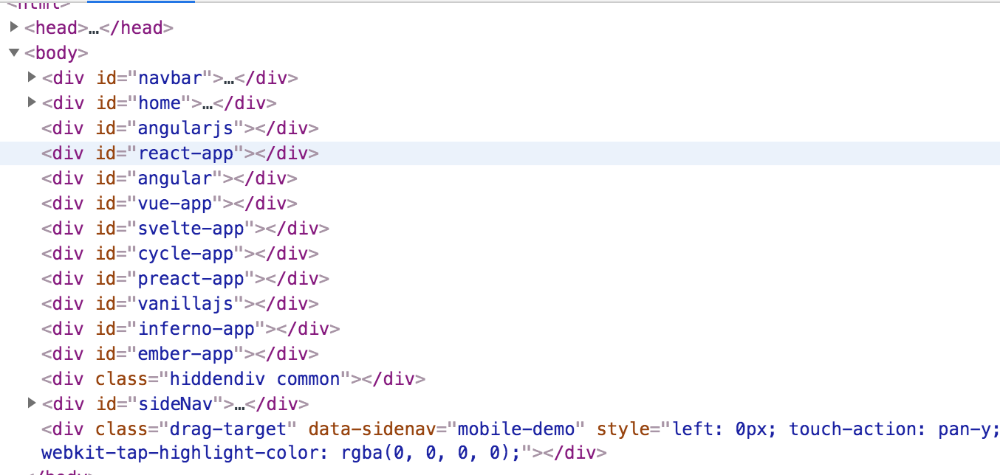 <html>
<head>…</head>
<body>
<div id="navbar">…</div>
<div id="home">…</div>
<div id="angularjs"></div>
<div id="react-app"></div>
<div id="angular"></div>
<div id="vue-app"></div>
<div id="svelte-app"></div>
<div id="cycle-app"></div>
<div id="preact-app"></div>
<div id="vanillajs"></div>
<div id="inferno-app"></div>
<div id="ember-app"></div>
<div class="hiddendiv common"></div>
<div id="sideNav">…</div>
<div class="drag-target" data-sidenav="mobile-demo" style="left: 0px; touch-action: pan-y;
webkit-tap-highlight-color: rgba(0, 0, 0, 0);"></div>
</body>